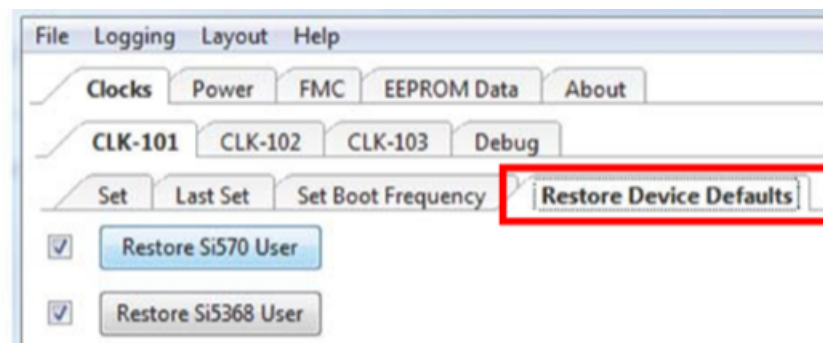 File Logging Layout Help
Clocks Power FMC EEPROM Data About
CLK-101 CLK-102 CLK-103 Debug
Set Last Set Set Boot Frequency Restore Device Defaults
Restore Si570 User
Restore Si5368 User